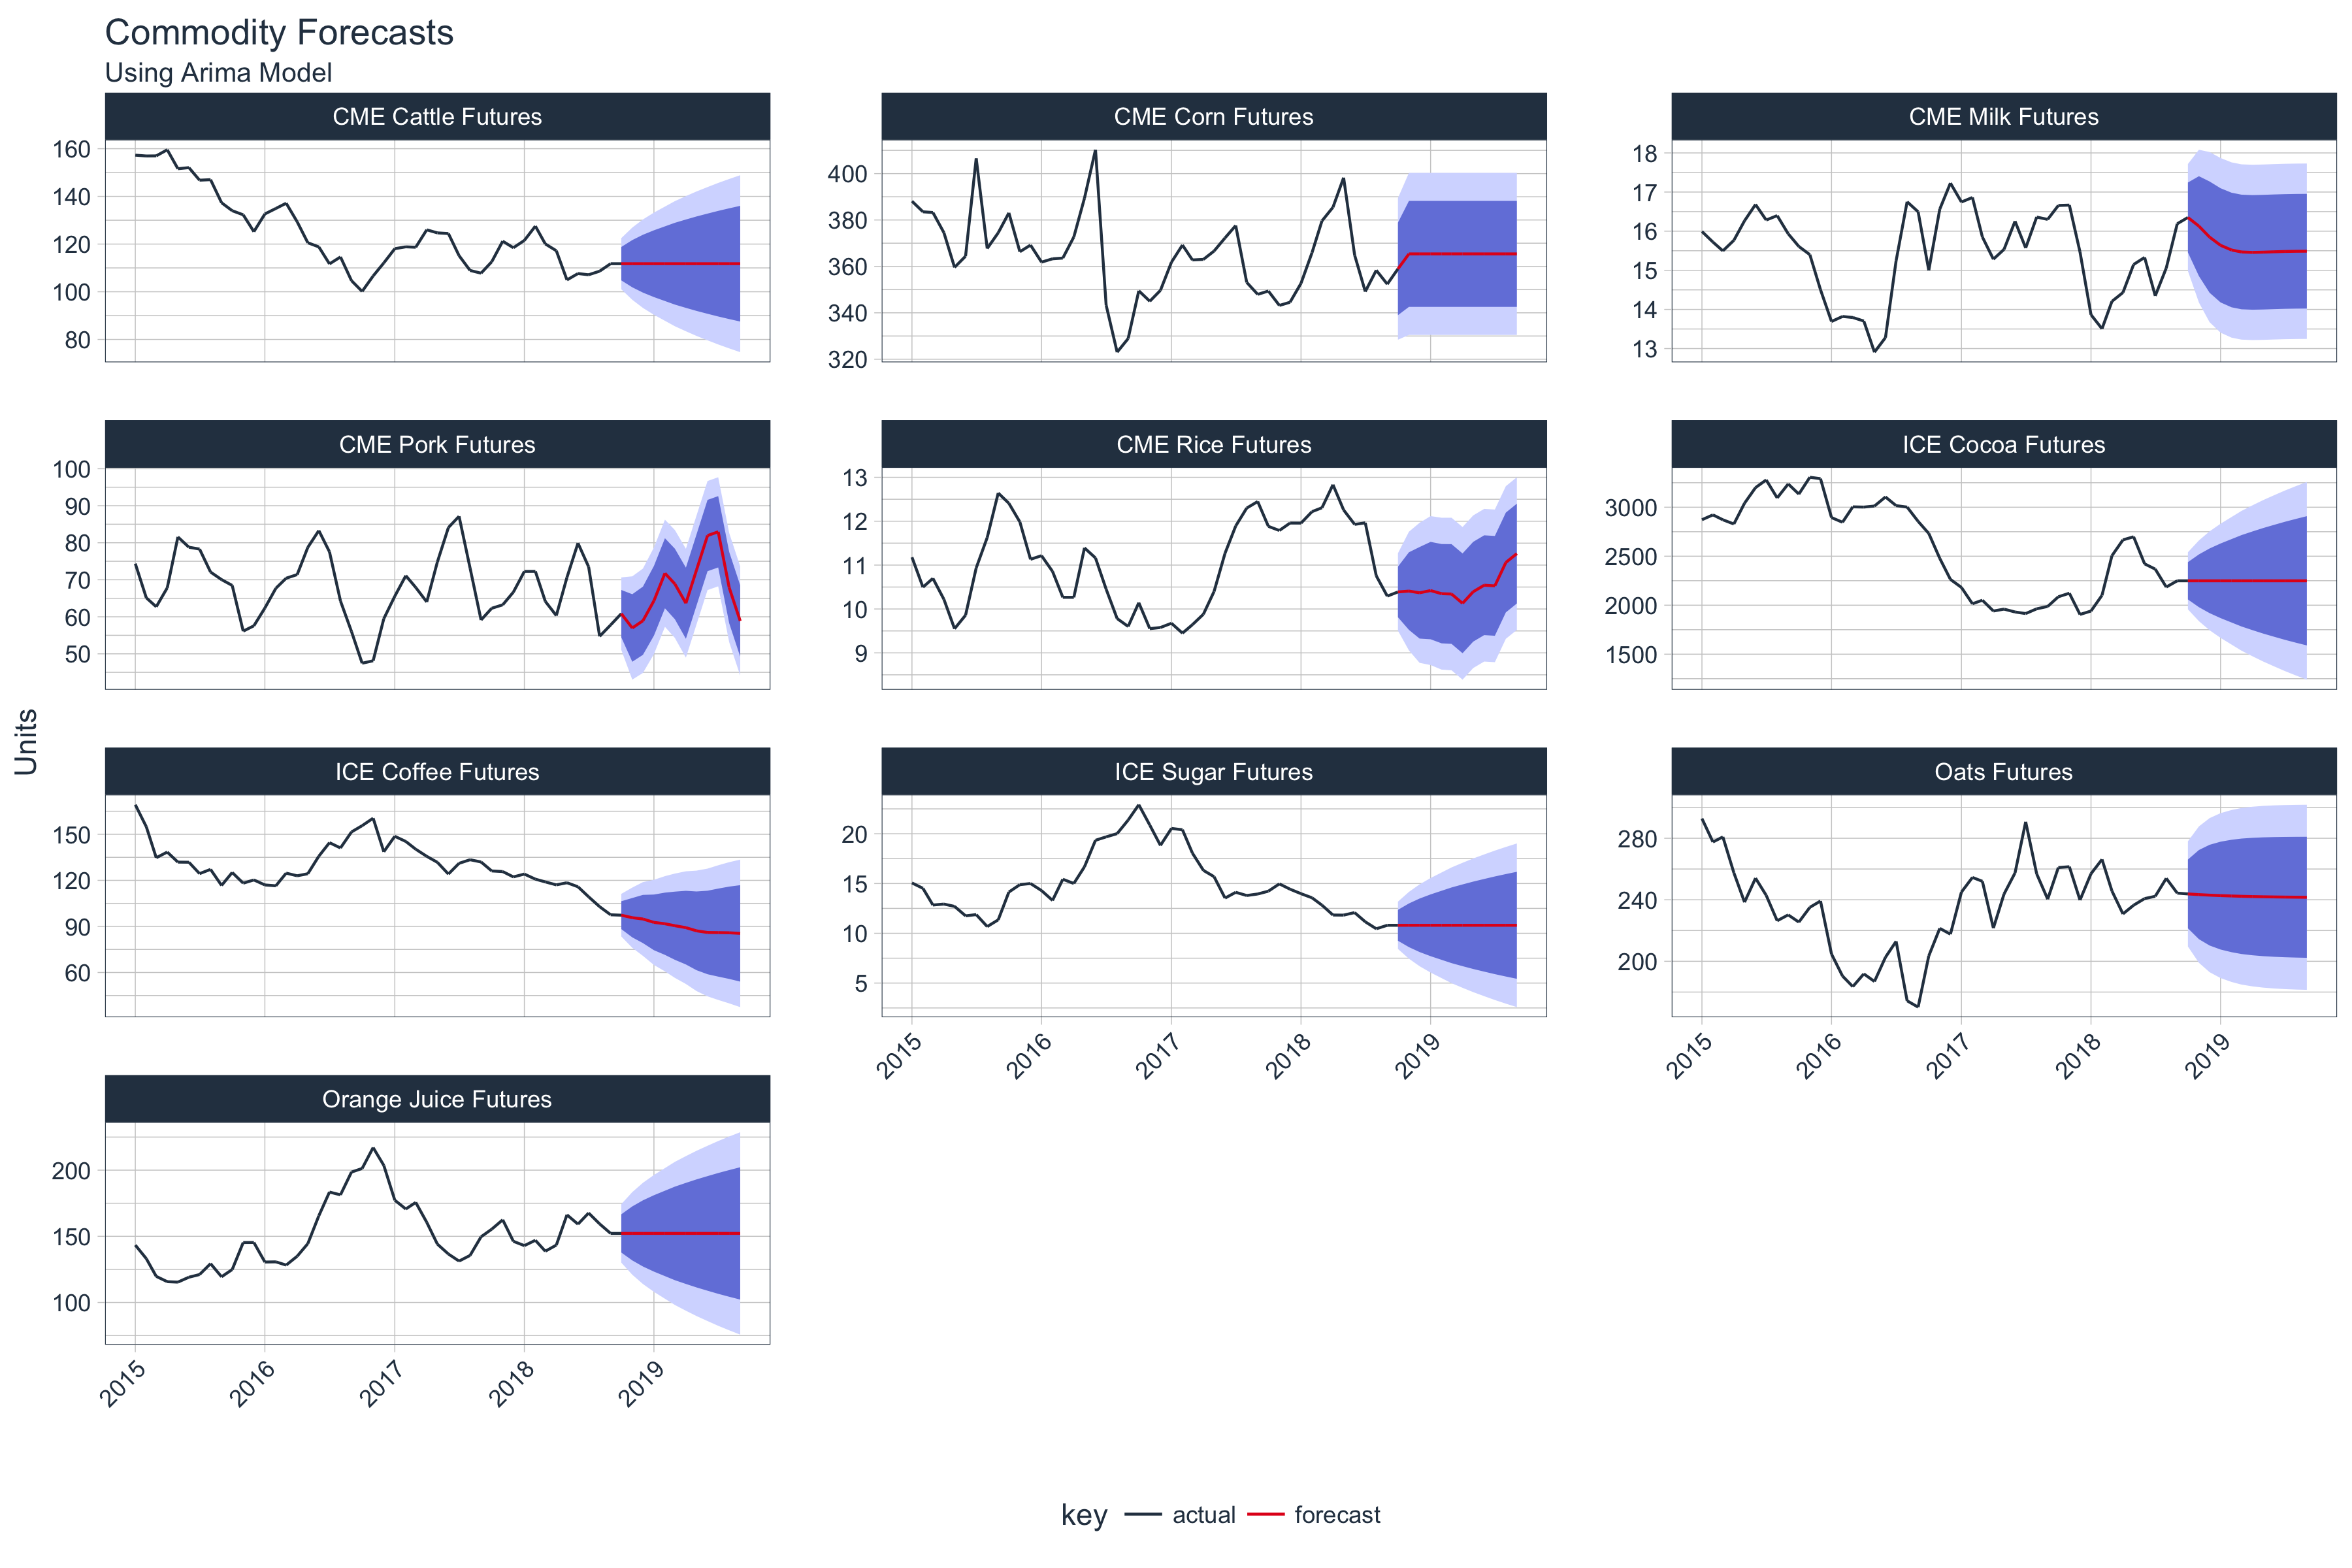 Commodity Forecasts
Using Arima Model
CME Cattle Futures
160
140
120
100
80
CME Corn Futures
400
380
360
340
320
CME Milk Futures
18
17
16
15
14
13
CME Pork Futures
100
90
80
70
60
50
CME Rice Futures
13
12
11
10
9
ICE Cocoa Futures
3000
2500
2000
1500
Units
ICE Coffee Futures
150
120
90
60
ICE Sugar Futures
20
15
10
5
2015 2016 2017 2018 2019
Oats Futures
280
240
200
2015 2016 2017 2018 2019
Orange Juice Futures
200
150
100
2015 2016 2017 2018 2019
key actual forecast